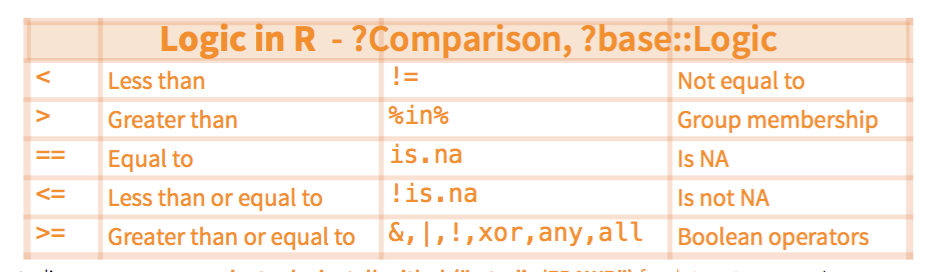 Logic in R - ?Comparison, ?base::Logic
< Less than != Not equal to
> Greater than %in% Group membership
== Equal to is.na Is NA
<= Less than or equal to !is.na Is not NA
>= Greater than or equal to &,|,!,xor,any,all Boolean operators